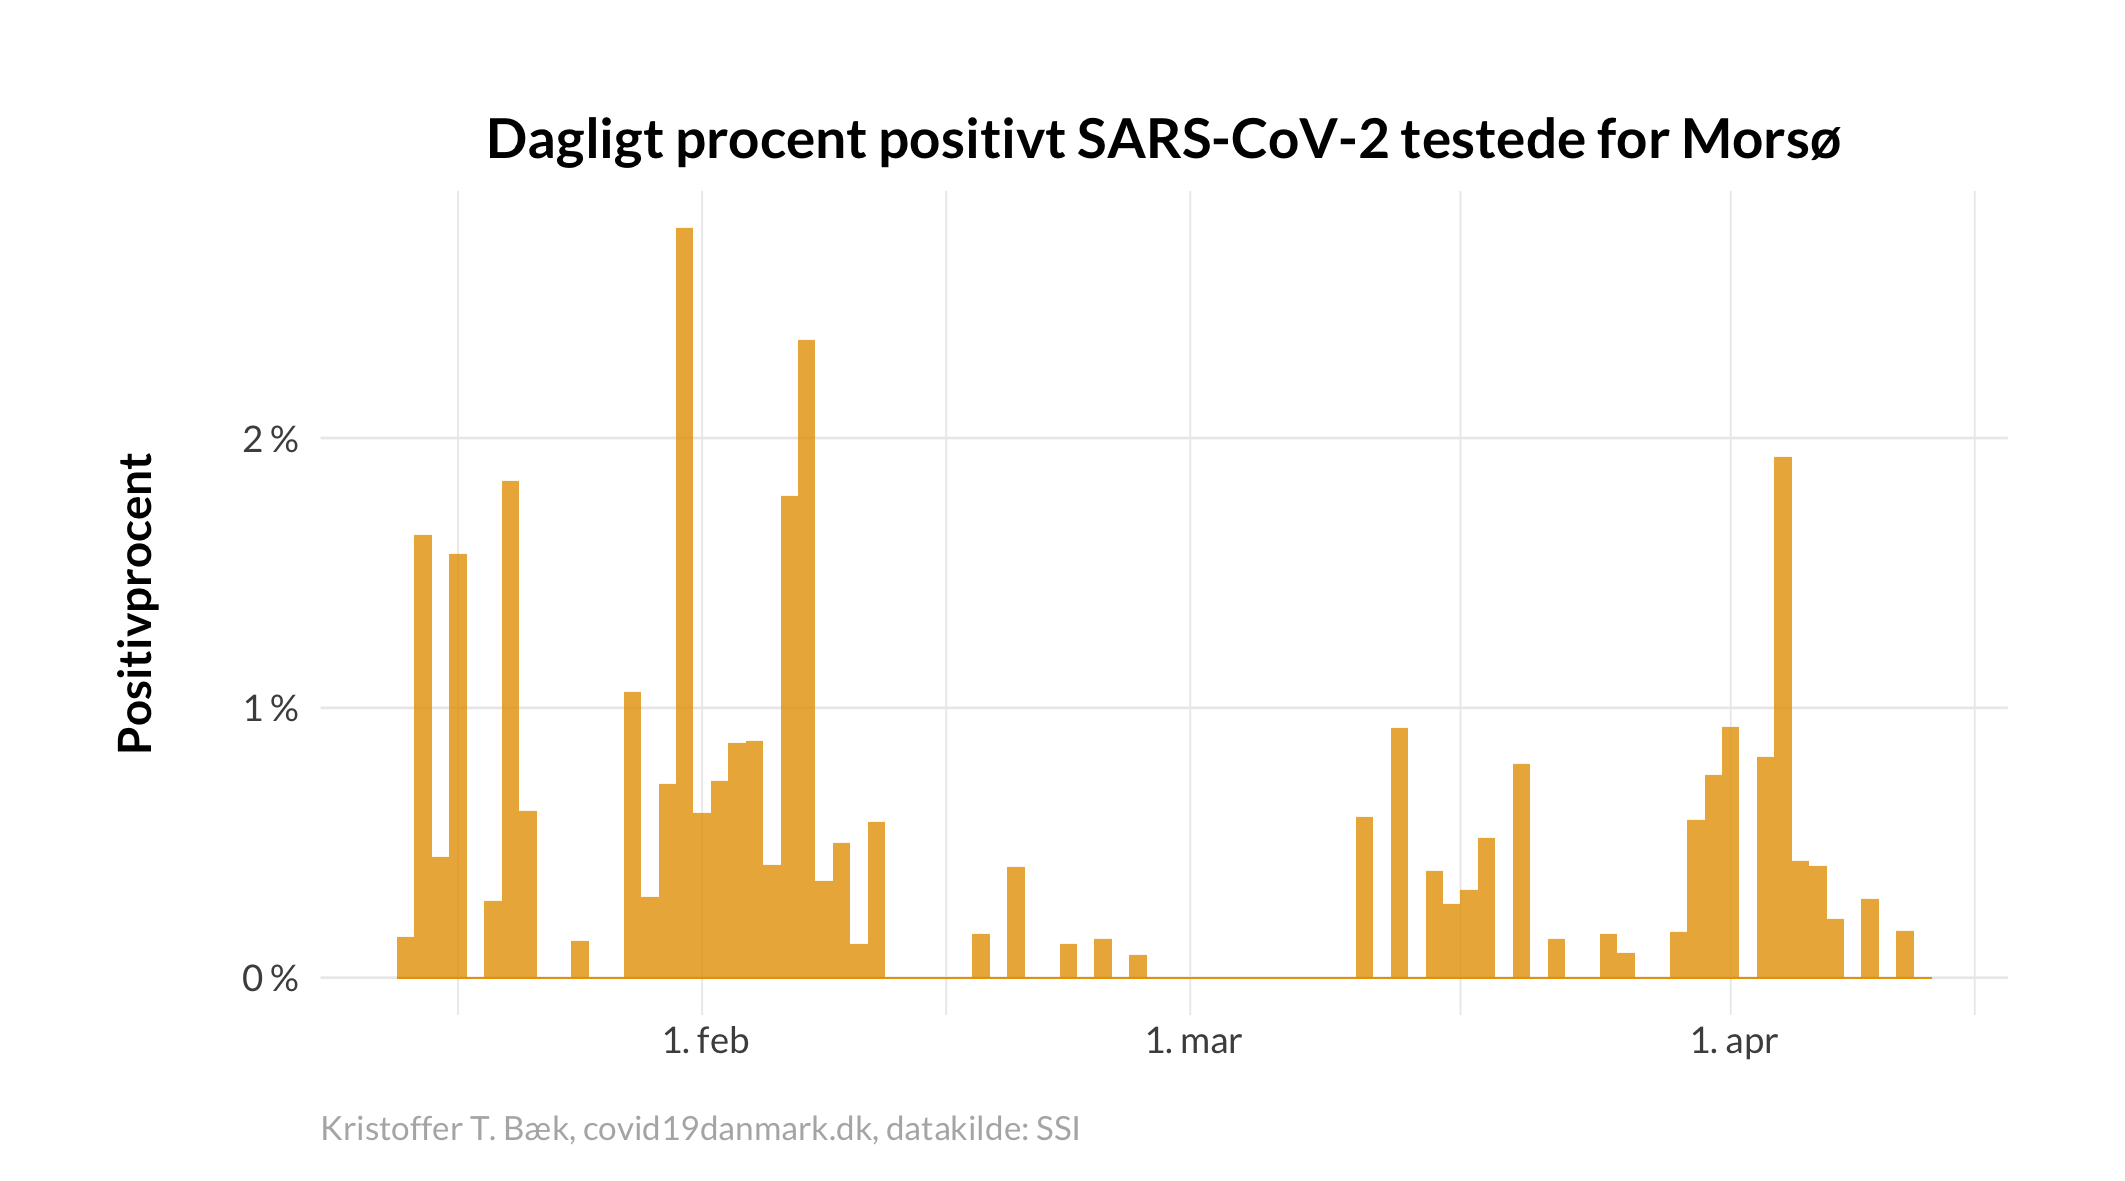 Dagligt procent positivt SARS-CoV-2 testede for Morsø
Positivprocent
2 %
1 %
0 %
1. feb
1. mar
1. apr
Kristoffer T. Bæk, covid19danmark.dk, datakilde: SSI